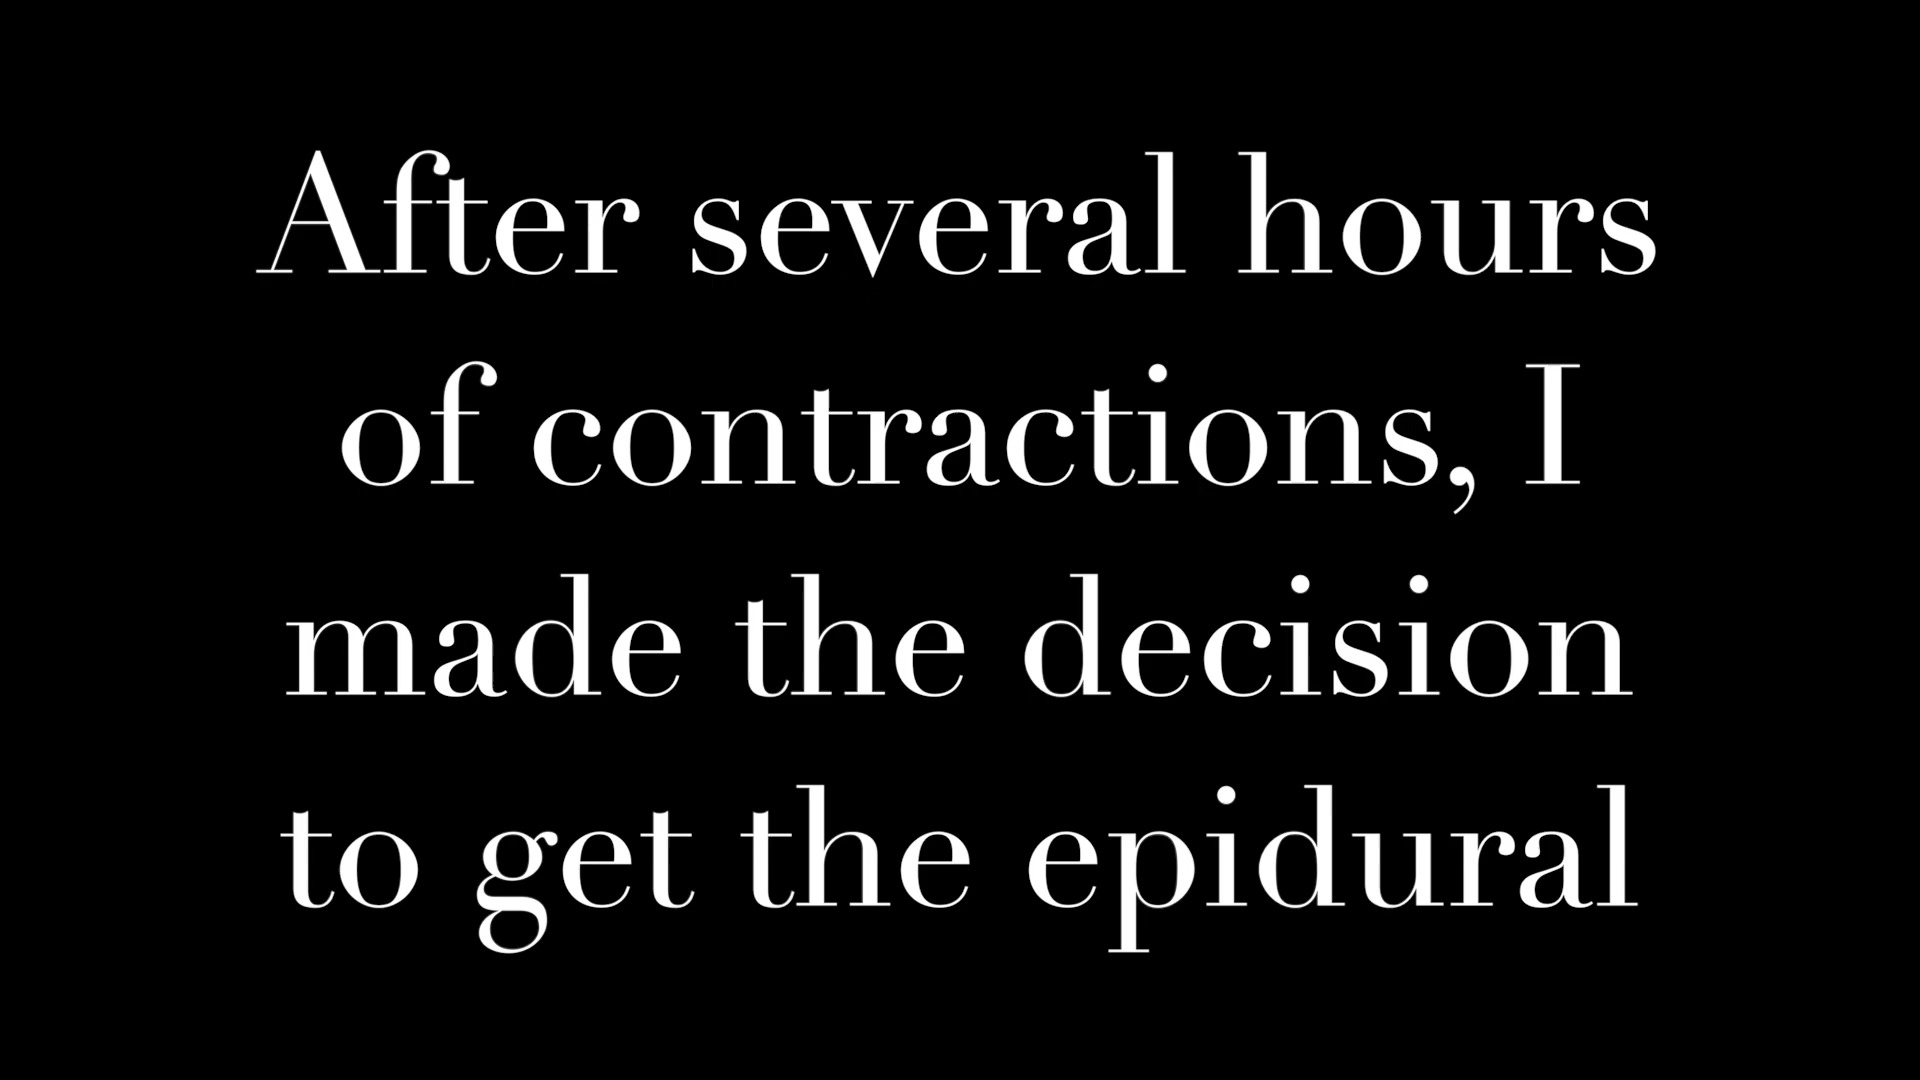 After several hours
of contractions, I
made the decision
to get the epidural